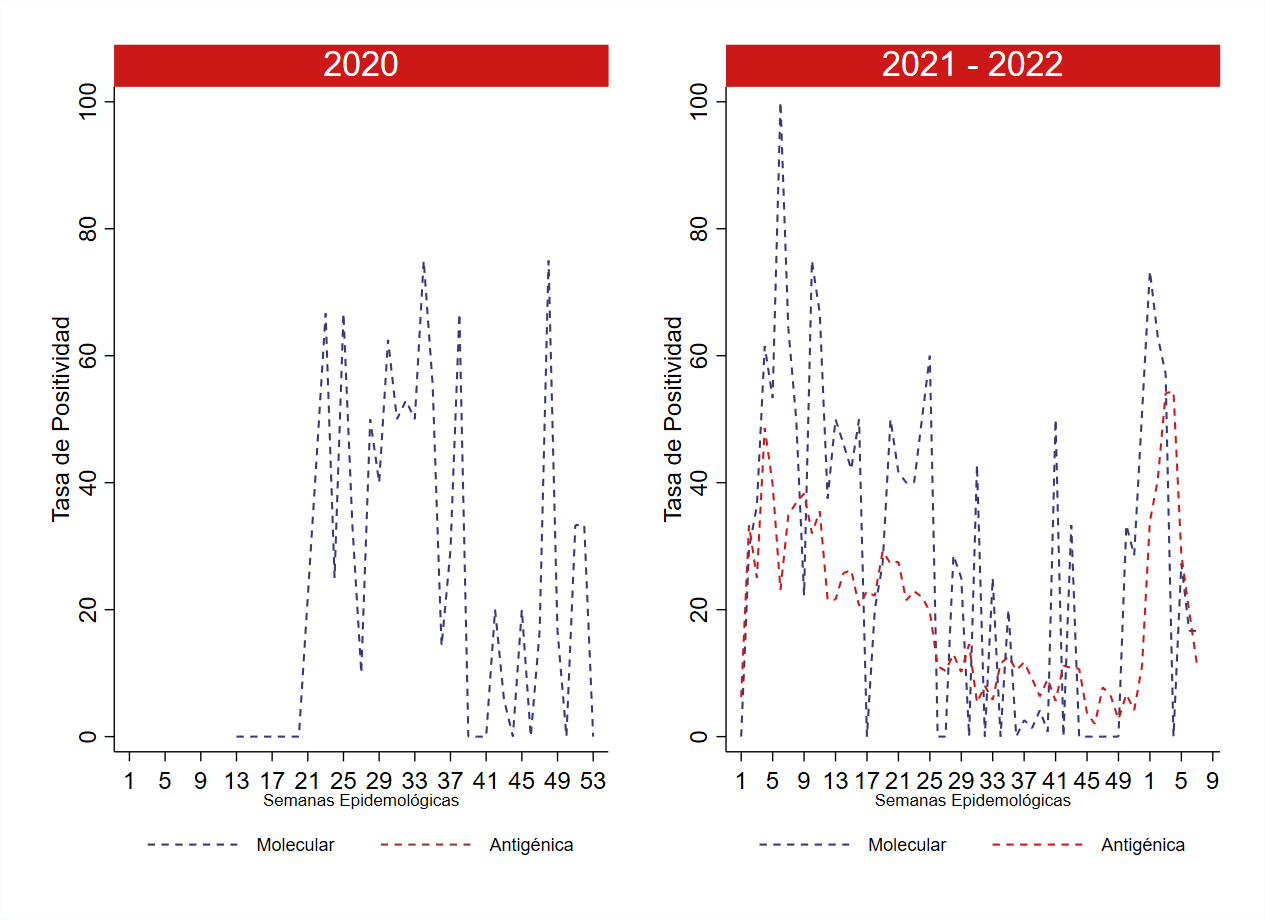 2020
2021 - 2022
Tasa de Positividad
100
80
60
40
20
0
1 5 9 13 17 21 25 29 33 37 41 45 49 53
Semanas Epidemológicas
Molecular Antigénica
Tasa de Positividad
100
80
60
40
20
0
1 5 9 13 17 21 25 29 33 37 41 45 49 1 5 9
Semanas Epidemológicas
Molecular Antigénica